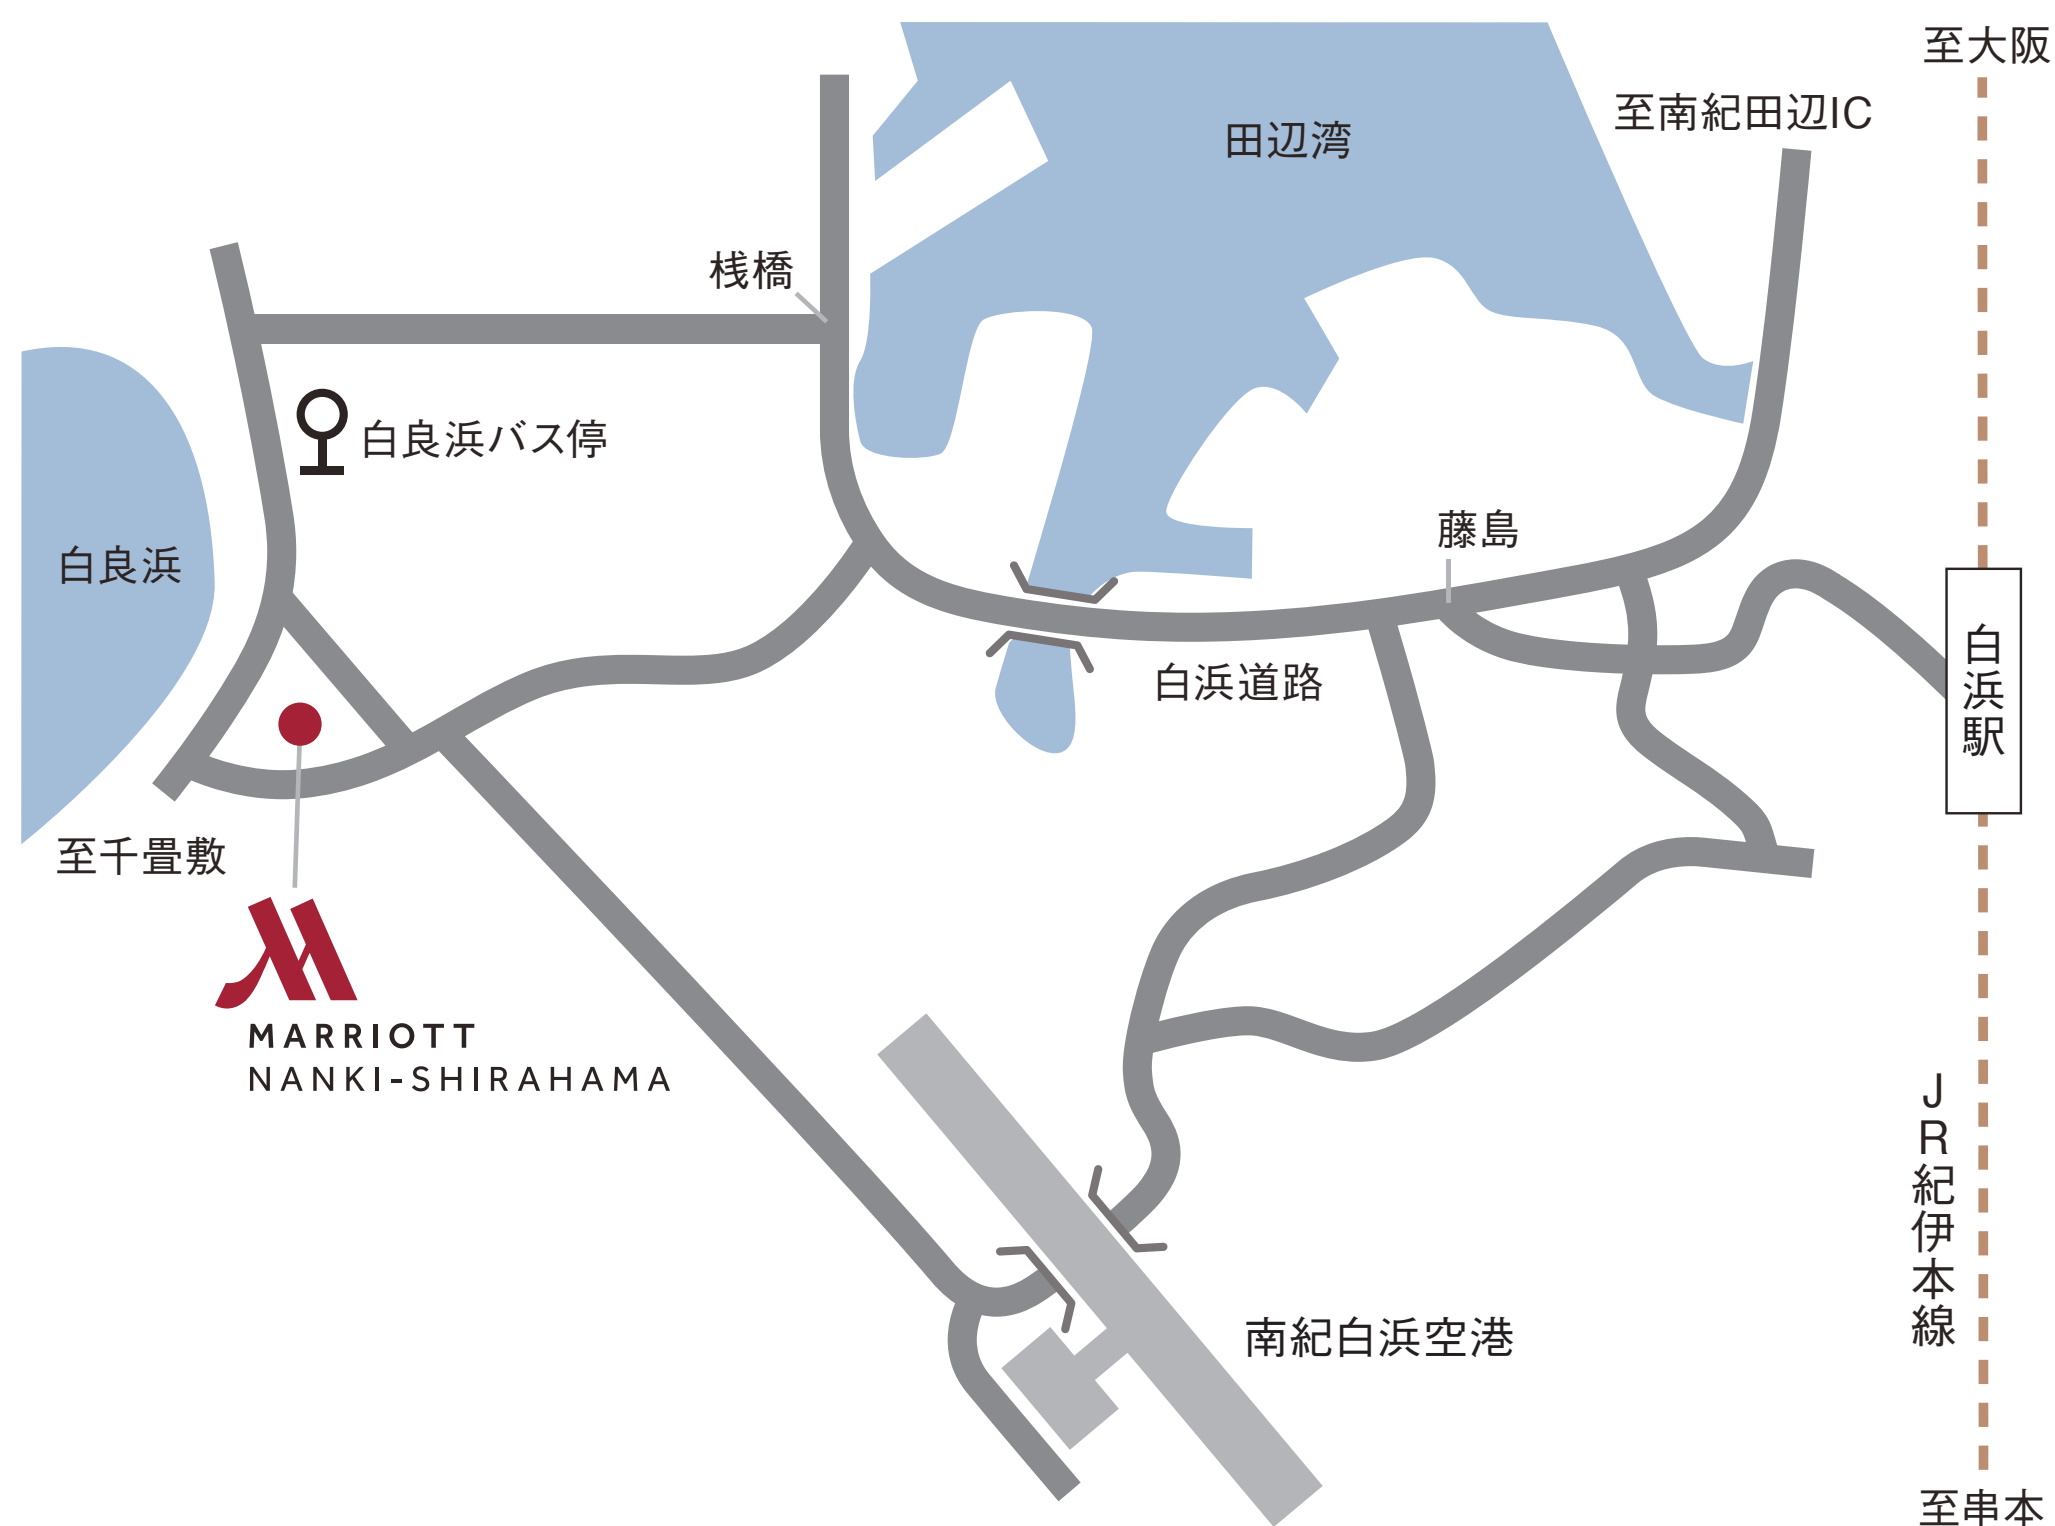 至大阪
至南紀田辺IC
田辺湾
桟橋
白良浜バス停
藤島
白良浜
白浜駅
白浜道路
至千畳敷
MARRIOTT
NANKI-SHIRAHAMA
JR紀伊本線
南紀白浜空港
至串本